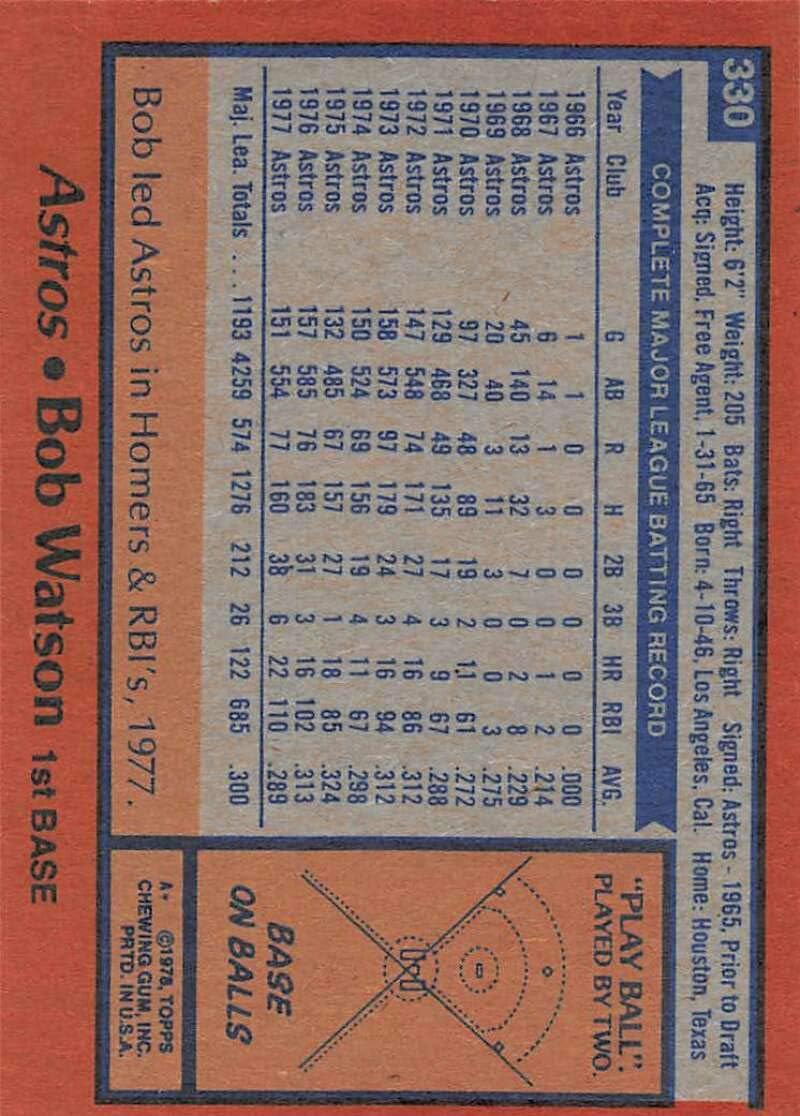 330
Height: 6'2" Weight: 205 Bats: Right Throws: Right Signed: Astros - 1965, Prior to Draft
Acq: Signed, Free Agent, 1-31-65 Born: 4-10-46, Los Angeles, Cal. Home: Houston, Texas
COMPLETE MAJOR LEAGUE BATTING RECORD
Year Club G AB R H 2B 3B HR RBI AVG.
1966 Astros 1 1 0 0 0 0 0 0 .000
1967 Astros 6 14 1 3 0 0 1 2 .214
1968 Astros 45 140 13 32 7 0 2 8 .229
1969 Astros 20 40 3 11 3 0 0 3 .275
1970 Astros 97 327 48 89 19 2 11 61 .272
1971 Astros 129 468 49 135 17 3 9 67 .288
1972 Astros 147 548 74 171 27 4 16 86 .312
1973 Astros 158 573 97 179 24 3 16 94 .312
1974 Astros 150 524 69 156 19 4 11 67 .298
1975 Astros 132 485 67 157 27 1 18 85 .324
1976 Astros 157 585 76 183 31 3 16 102 .313
1977 Astros 151 554 77 160 38 6 22 110 .289
Maj. Lea. Totals . . . 1193 4259 574 1276 212 26 122 685 .300
Bob led Astros in Homers & RBI's, 1977.
"PLAY BALL":
PLAYED BY TWO.
BASE
ON BALLS
A* ©1978, TOPPS
CHEWING GUM, INC.
PRTD. IN U.S.A.
Astros • Bob Watson 1st BASE